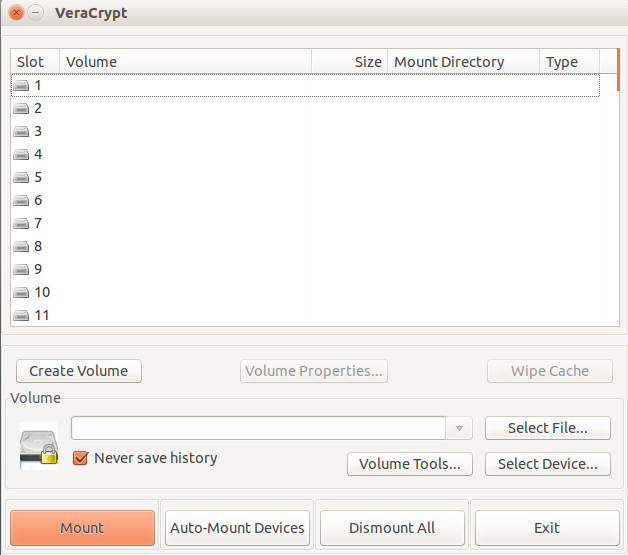 VeraCrypt
Slot Volume Size Mount Directory Type
1
2
3
4
5
6
7
8
9
10
11
Create Volume Volume Properties... Wipe Cache
Volume
Select File...
Never save history
Volume Tools... Select Device...
Mount Auto-Mount Devices Dismount All Exit